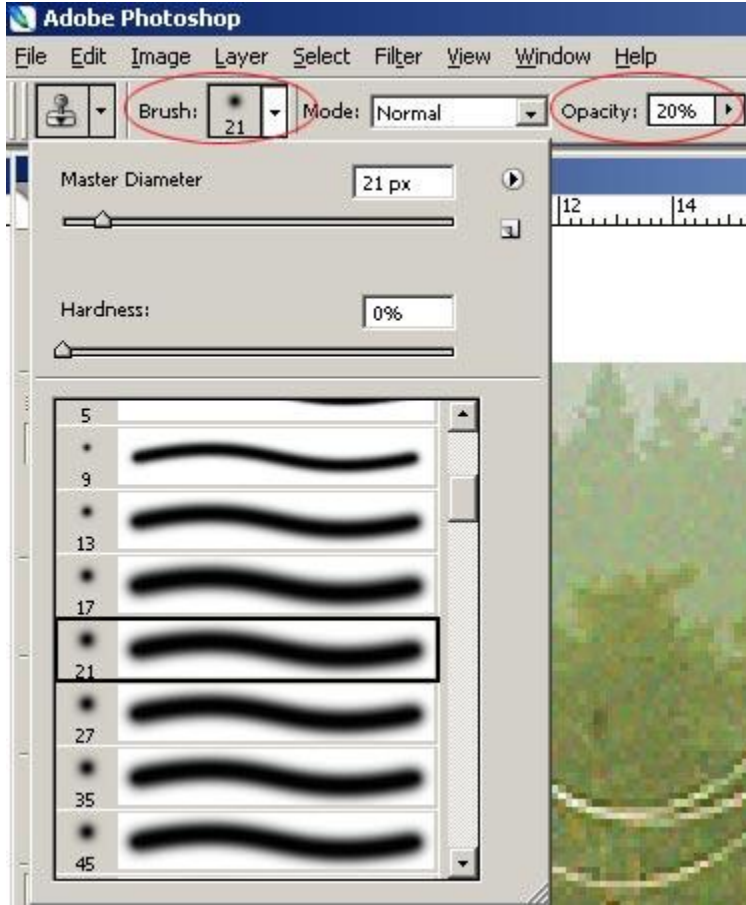 Adobe Photoshop
File Edit Image Layer Select Filter View Window Help
Brush: 21 Mode: Normal Opacity: 20%
Master Diameter 21 px
12 14
Hardness: 0%
5
9
13
17
21
27
35
45